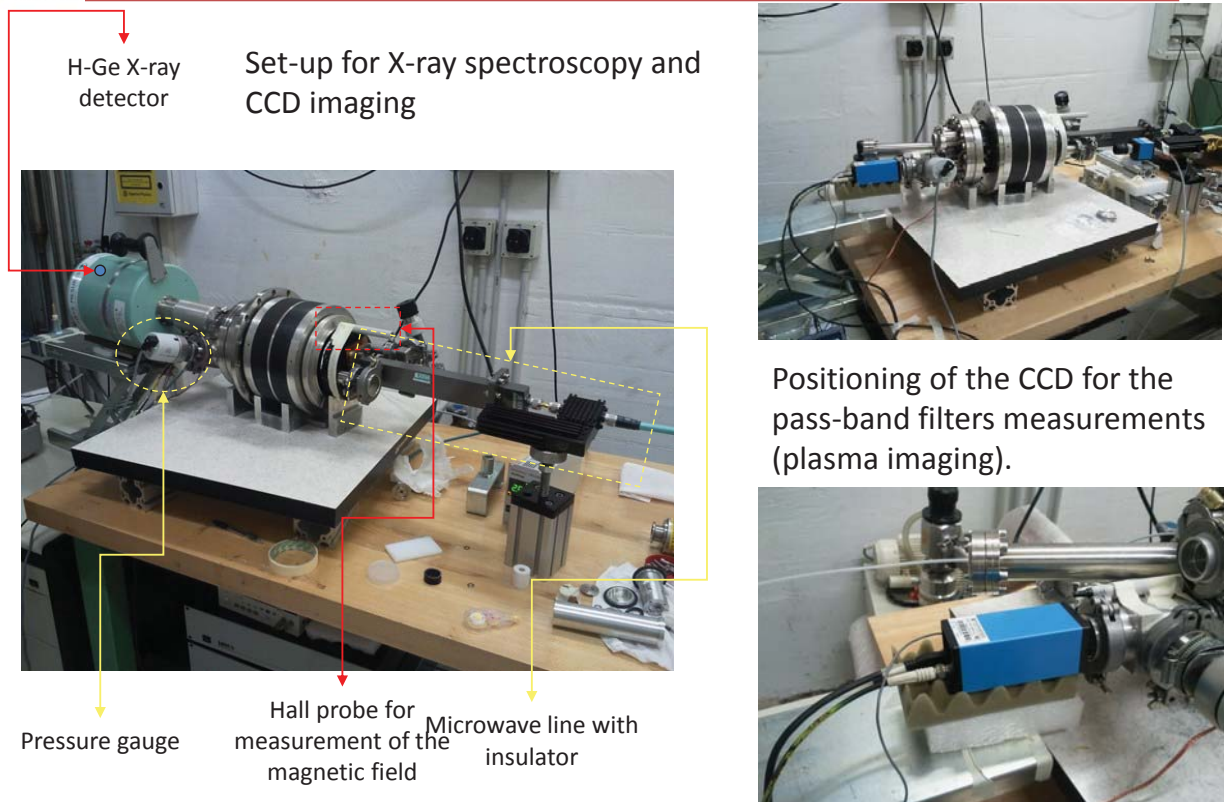 H-Ge X-ray
detector
Set-up for X-ray spectroscopy and
CCD imaging
Pressure gauge
Hall probe for
measurement of the
magnetic field
Microwave line with
insulator
Positioning of the CCD for the
pass-band filters measurements
(plasma imaging).